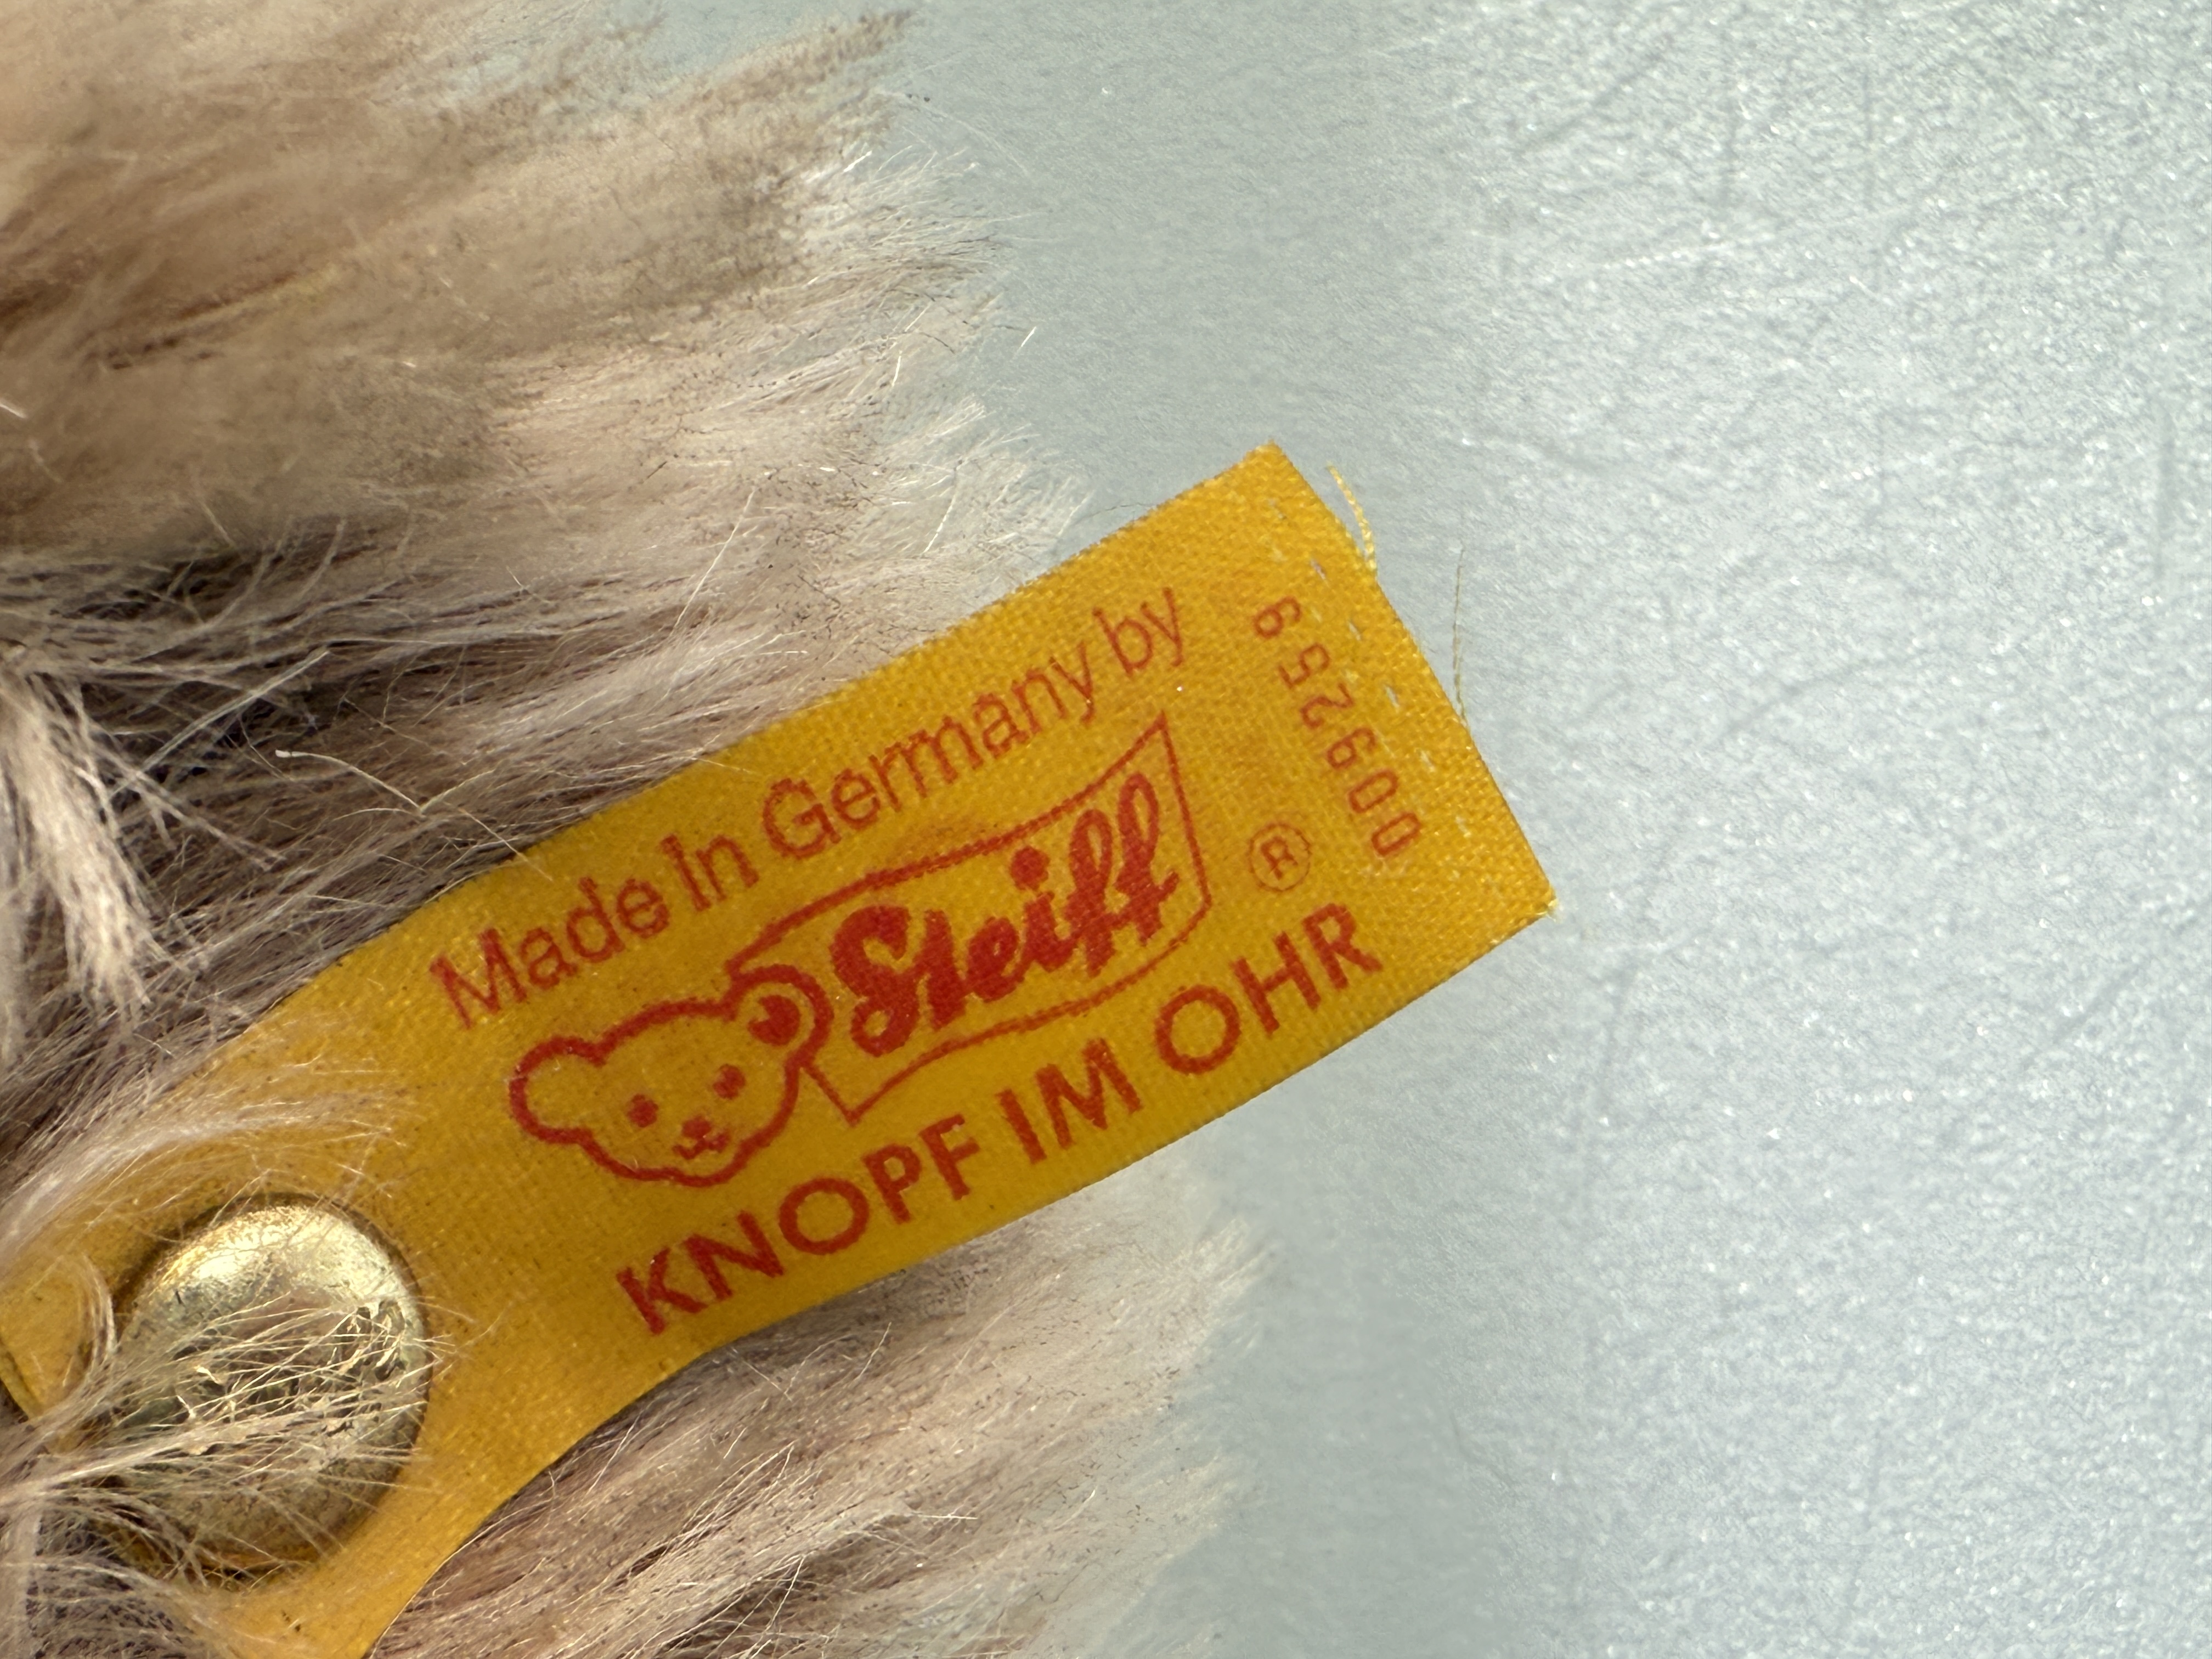 Made In Germany by
Steiff ®
KNOPF IM OHR
009259